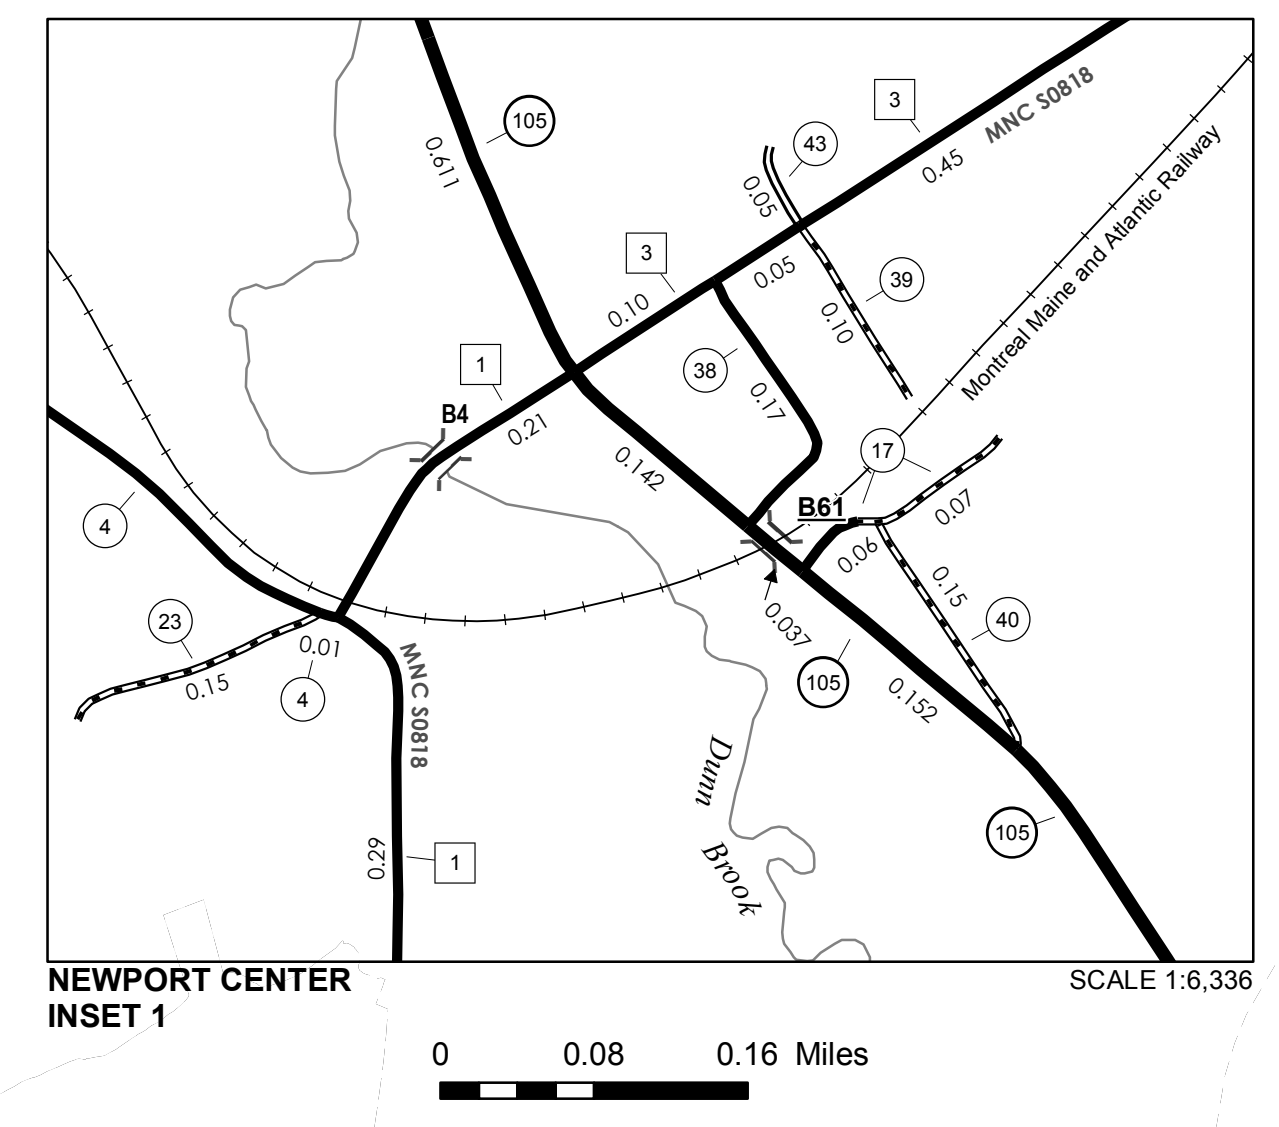 3
MNC S0818
105
43
0.611
0.45
0.05
Montreal Maine and Atlantic Railway
3
0.05
39
0.10
0.10
1
38
0.17
B4
0.21
0.142
17
4
B61
0.07
0.06
0.15
23
0.01
0.037
40
0.15
4
MNC S0818
105
0.152
Dunn
Brook
105
0.29
1
NEWPORT CENTER
INSET 1
SCALE 1:6,336
0 0.08 0.16 Miles